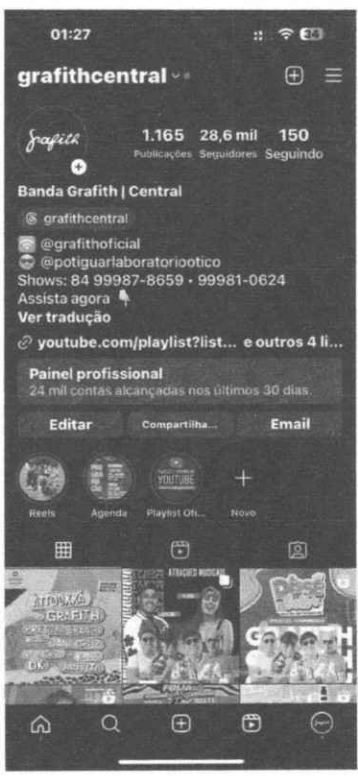 01:27
34
grafithcentral
grafith
1.165 28,6 mil 150
Publicações Seguidores Seguindo
Banda Grafith | Central
grafithcentral
@grafithoficial
@potiguarlaboratoriootico
Shows: 84 99987-8659 • 99981-0624
Assista agora
Ver tradução
youtube.com/playlist?list... e outros 4 li...
Painel profissional
24 mil contas alcançadas nos últimos 30 dias.
Editar Compartilha... Email
YOUTUBE
Reels Agenda Playlist Ofi... Novo
ATRAÇÕES MUSICAIS
GRAFITH